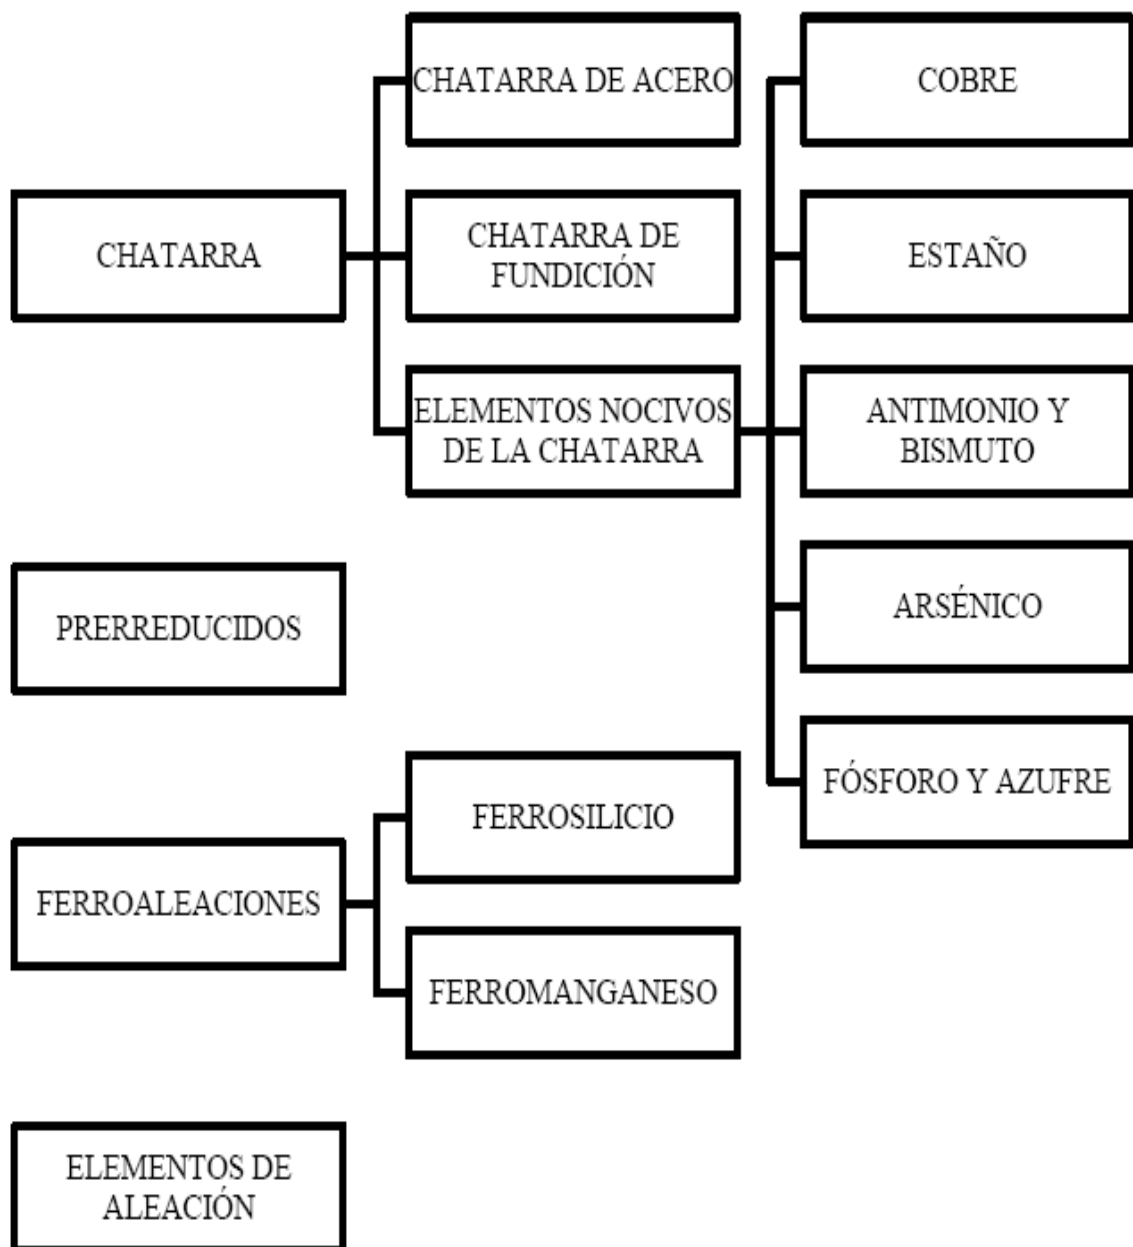 CHATARRA DE ACERO
COBRE
CHATARRA
CHATARRA DE
FUNDICIÓN
ESTAÑO
ELEMENTOS NOCIVOS
DE LA CHATARRA
ANTIMONIO Y
BISMUTO
PRERREDUCIDOS
ARSÉNICO
FERROSILICIO
FÓSFORO Y AZUFRE
FERROALEACIONES
FERROMANGANESO
ELEMENTOS DE
ALEACIÓN